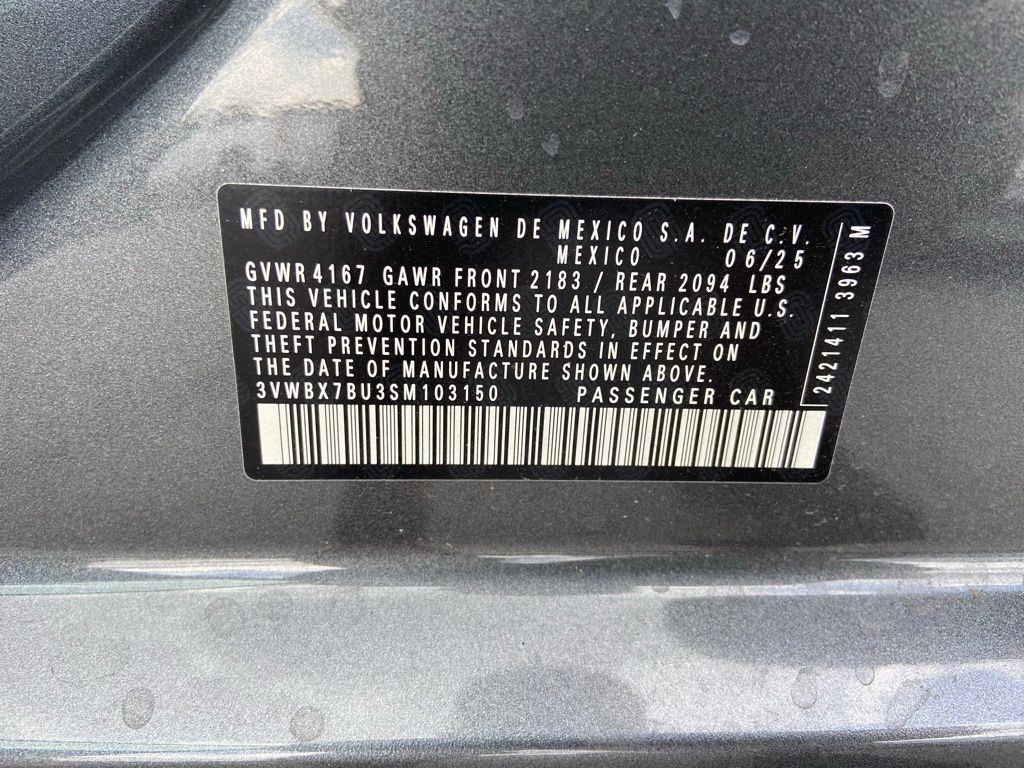 MFD BY VOLKSWAGEN DE MEXICO S.A. DE C.V.
MEXICO 06/25
GVWR 4167 GAWR FRONT 2183 / REAR 2094 LBS
THIS VEHICLE CONFORMS TO ALL APPLICABLE U.S.
FEDERAL MOTOR VEHICLE SAFETY, BUMPER AND
THEFT PREVENTION STANDARDS IN EFFECT ON
THE DATE OF MANUFACTURE SHOWN ABOVE.
3VWBX7BU3SM103150 PASSENGER CAR
2421411 3963 M